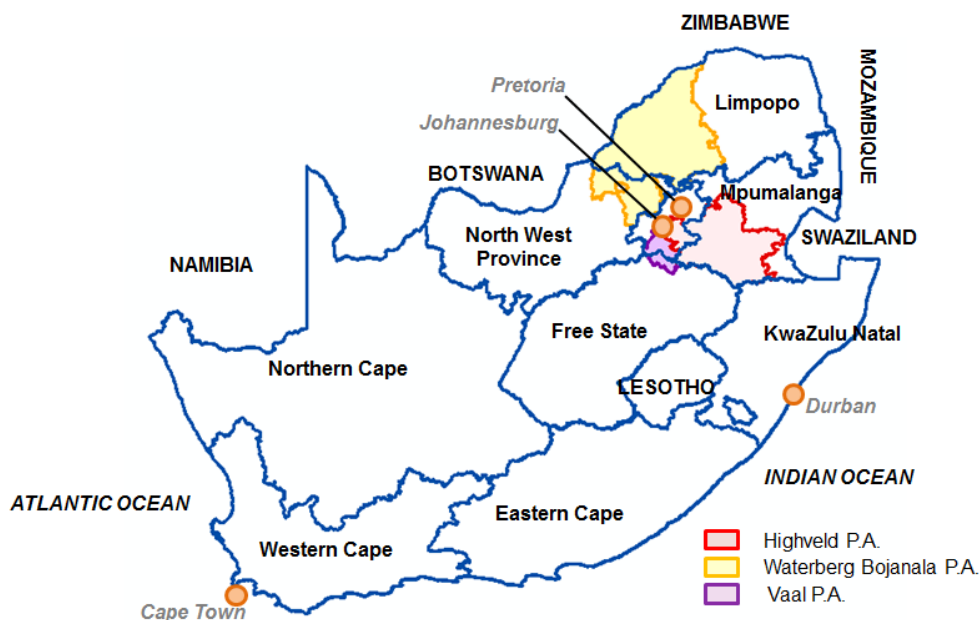 ZIMBABWE
MOZAMBIQUE
Pretoria
Limpopo
Johannesburg
BOTSWANA
Mpumalanga
North West
Province
SWAZILAND
NAMIBIA
Free State
KwaZulu Natal
Northern Cape
LESOTHO
Durban
INDIAN OCEAN
ATLANTIC OCEAN
Eastern Cape
Western Cape
Highveld P.A.
Waterberg Bojanala P.A.
Vaal P.A.
Cape Town